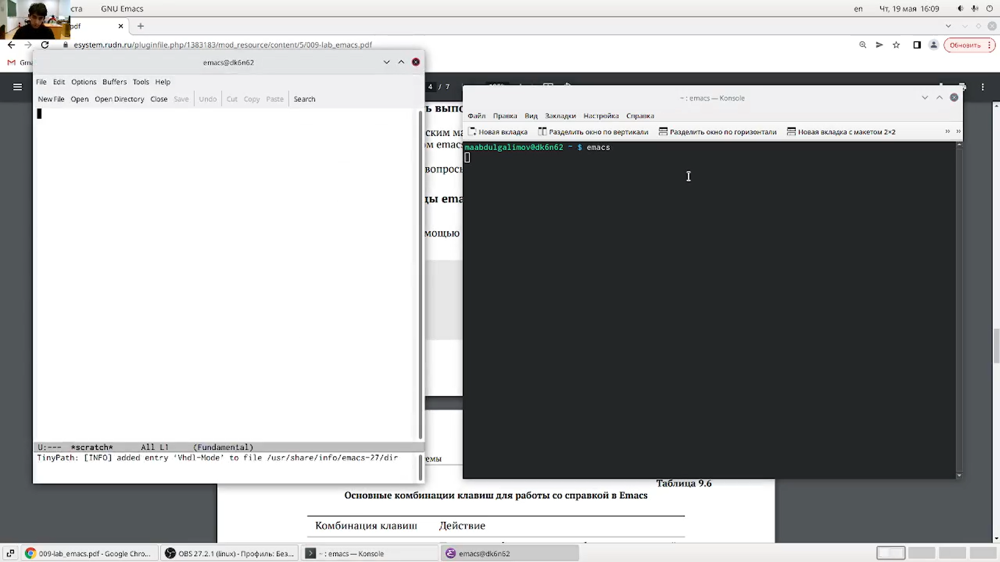 ста GNU Emacs en Чт, 19 мая 16:09
pdf
esystem.rudn.ru/pluginfile.php/1383183/mod_resource/content/5/009-lab_emacs.pdf Обновить
Gma
emacs@dk6n62
File Edit Options Buffers Tools Help
New File Open Open Directory Close Save Undo Cut Copy Paste Search
4 / 7
ь выпо
ским ма
ом emacs
вопросы
ды ema
мощью
емы
U:--- *scratch* All L1 (Fundamental)
TinyPath: [INFO] added entry ‘Vhdl-Mode’ to file /usr/share/info/emacs-27/dir
~ : emacs — Konsole
Файл Правка Вид Закладки Настройка Справка
Новая вкладка Разделить окно по вертикали Разделить окно по горизонтали Новая вкладка с макетом 2×2
maabdulgalimov@dk6n62 ~ $ emacs
Таблица 9.6
Основные комбинации клавиш для работы со справкой в Emacs
Комбинация клавиш Действие
009-lab_emacs.pdf - Google Chro... OBS 27.2.1 (linux) - Профиль: Без... ~ : emacs — Konsole emacs@dk6n62